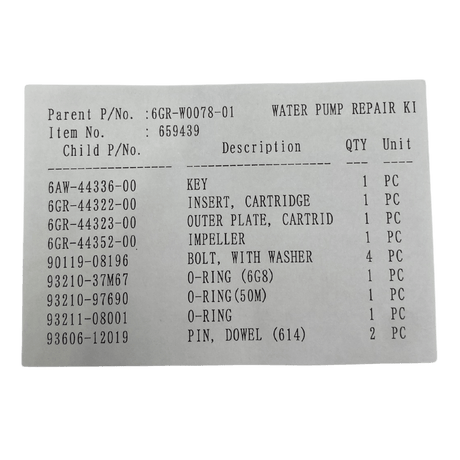 Parent P/No. :6GR-W0078-01 WATER PUMP REPAIR KI
Item No. : 659439
Child P/No. Description QTY Unit
6AW-44336-00 KEY 1 PC
6GR-44322-00 INSERT, CARTRIDGE 1 PC
6GR-44323-00 OUTER PLATE, CARTRID 1 PC
6GR-44352-00 IMPELLER 1 PC
90119-08196 BOLT, WITH WASHER 4 PC
93210-37M67 O-RING (6G8) 1 PC
93210-97690 O-RING(50M) 1 PC
93211-08001 O-RING 1 PC
93606-12019 PIN, DOWEL (614) 2 PC